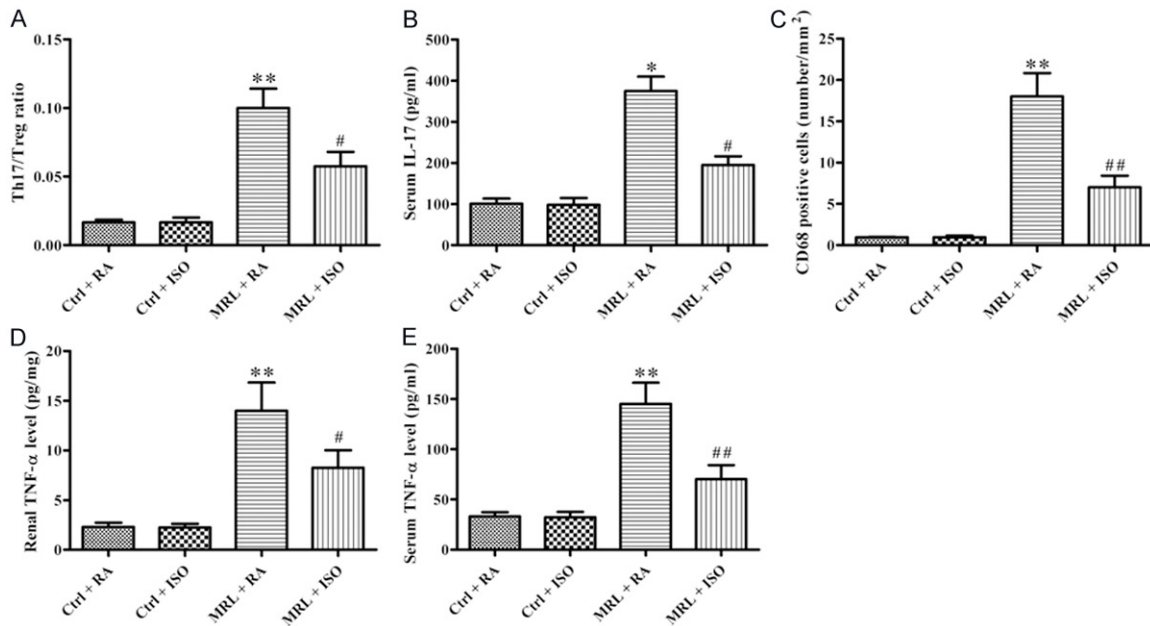 A
Th17/Treg ratio
0.15
0.10
0.05
0.00
**
#
Ctrl + RA
Ctrl + ISO
MRL + RA
MRL + ISO
B
Serum IL-17 (pg/ml)
500
400
300
200
100
0
*
#
Ctrl + RA
Ctrl + ISO
MRL + RA
MRL + ISO
C
CD68 positive cells (number/mm²)
25
20
15
10
5
0
**
##
Ctrl + RA
Ctrl + ISO
MRL + RA
MRL + ISO
D
Renal TNF-α level (pg/mg)
20
15
10
5
0
**
#
Ctrl + RA
Ctrl + ISO
MRL + RA
MRL + ISO
E
Serum TNF-α level (pg/ml)
200
150
100
50
0
**
##
Ctrl + RA
Ctrl + ISO
MRL + RA
MRL + ISO